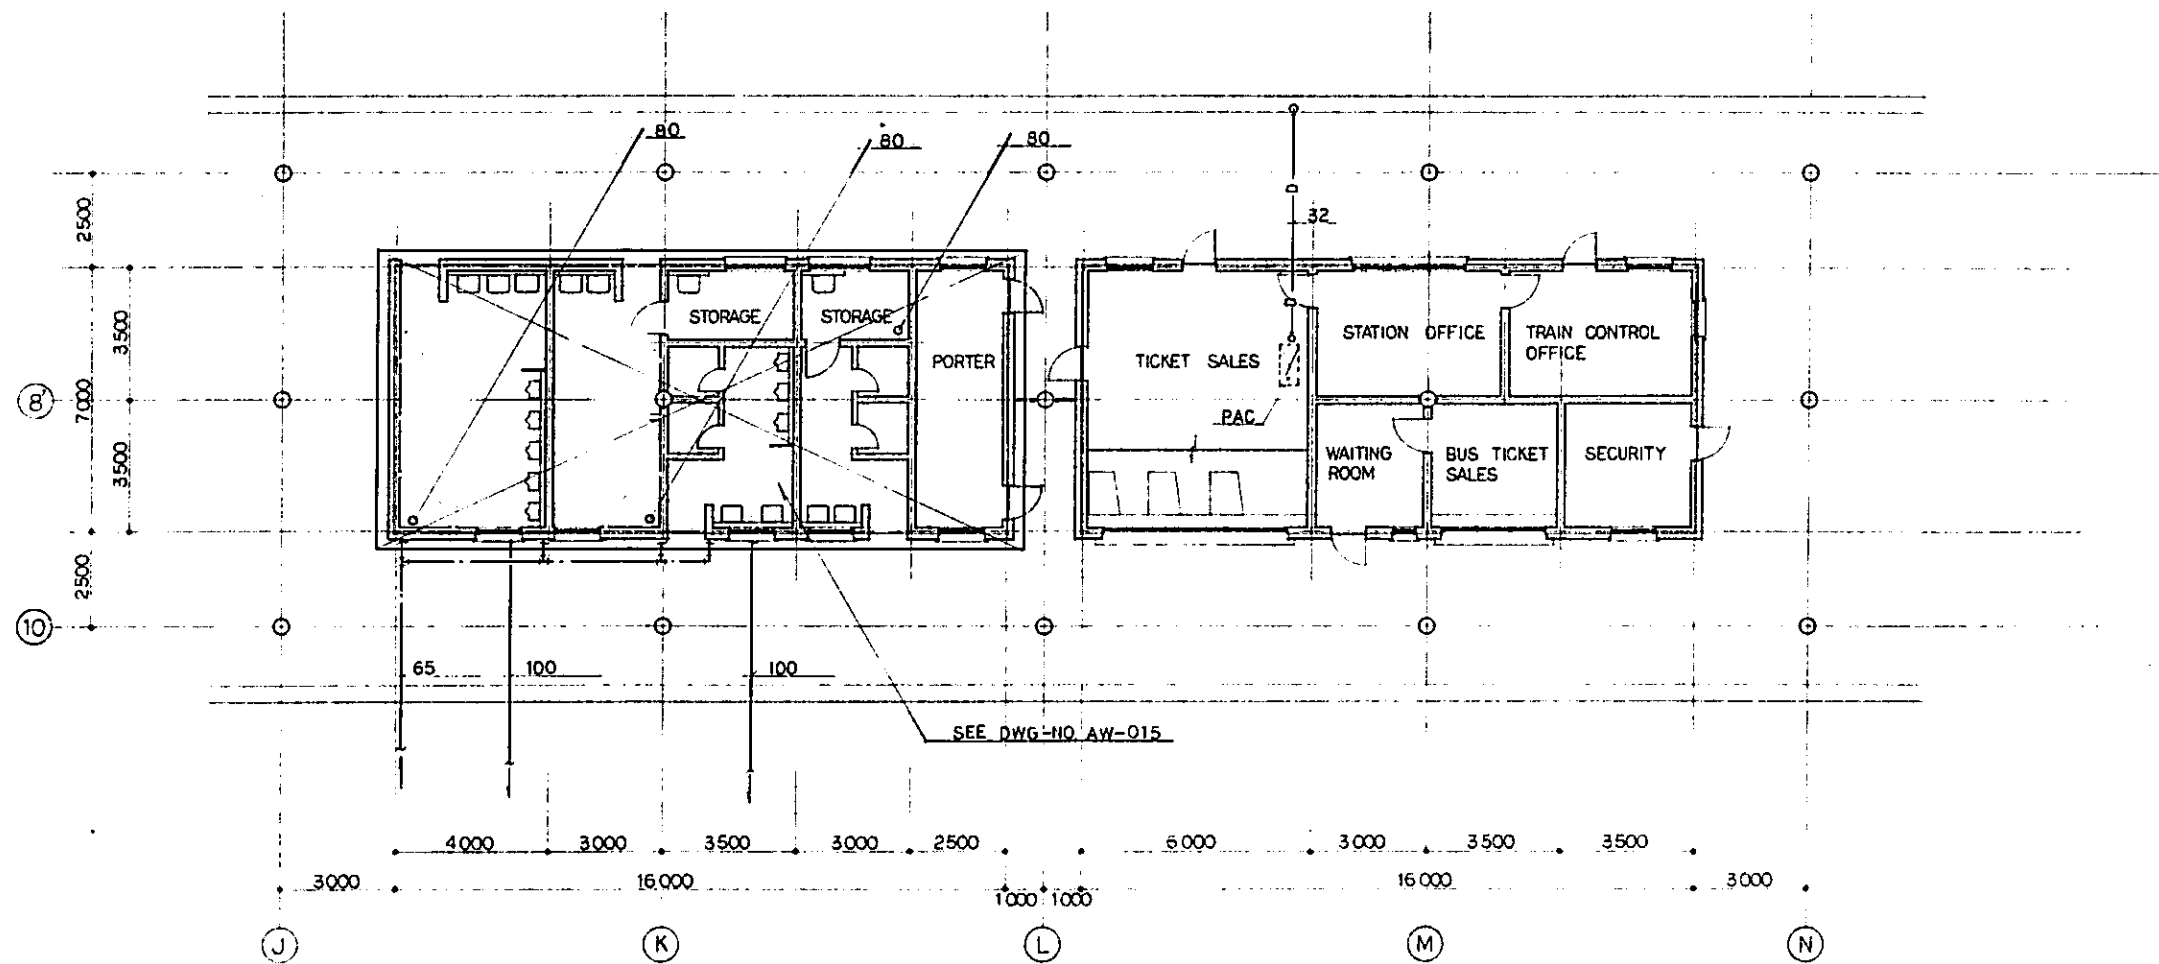 80
80
80
2500
32
STORAGE
STORAGE
3500
STATION OFFICE
TRAIN CONTROL
OFFICE
PORTER
TICKET SALES
8'
7000
PAC
3500
WAITING
ROOM
BUS TICKET
SALES
SECURITY
2500
10
65
100
100
SEE DWG-NO. AW-015
4000
3000
3500
3000
2500
6000
3000
3500
3500
3000
16000
1000
1000
16000
3000
J
K
L
M
N